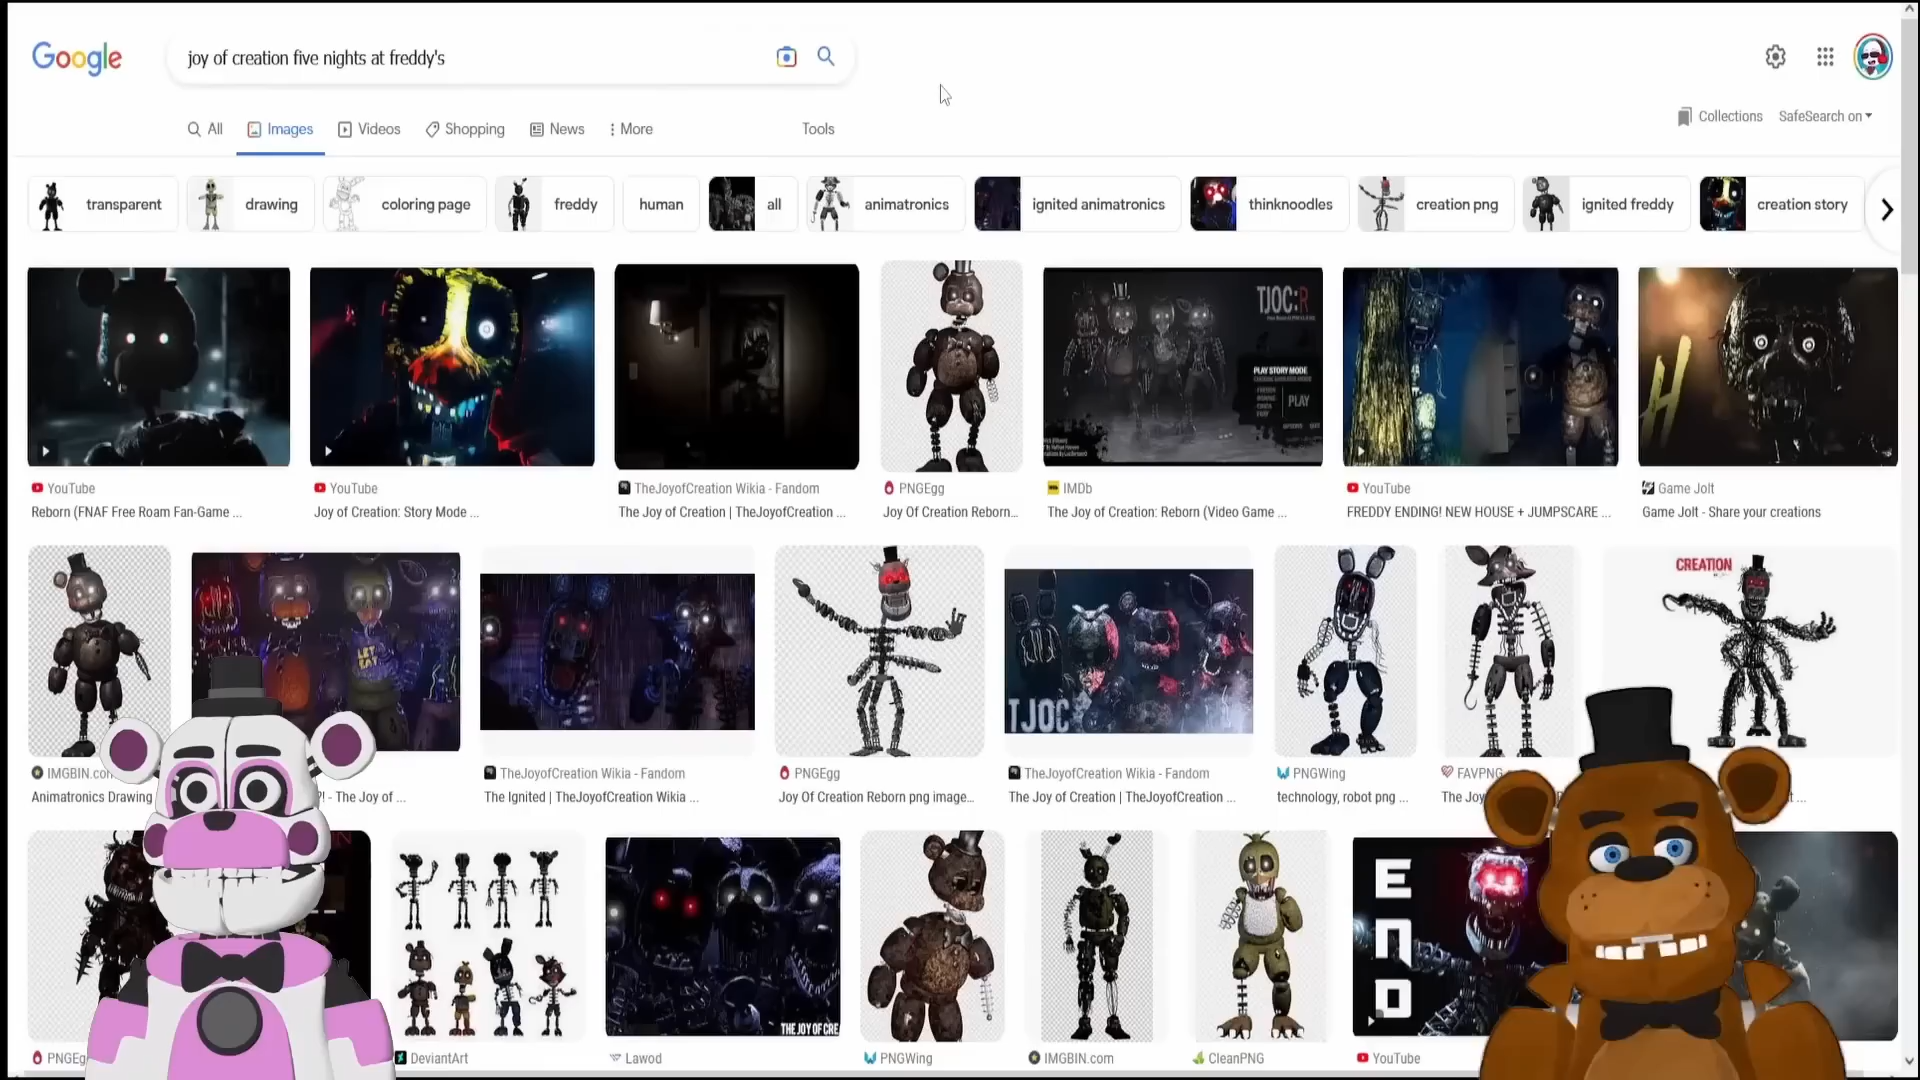 Google
joy of creation five nights at freddy's
All
Images
Videos
Shopping
News
More
Tools
Collections
SafeSearch on
transparent
drawing
coloring page
freddy
human
all
animatronics
ignited animatronics
thinknoodles
creation png
ignited freddy
creation story
TJOC:R
PLAY STORY MODE
PLAY
YouTube
Reborn (FNAF Free Roam Fan-Game ...
YouTube
Joy of Creation: Story Mode ...
TheJoyofCreation Wikia - Fandom
The Joy of Creation | TheJoyofCreation ...
PNGEgg
Joy Of Creation Reborn...
IMDb
The Joy of Creation: Reborn (Video Game ...
YouTube
FREDDY ENDING! NEW HOUSE + JUMPSCARE ...
Game Jolt
Game Jolt - Share your creations
LET
EAT
TJOC
CREATION
IMGBIN.co
Animatronics Drawing
?! - The Joy of ...
TheJoyofCreation Wikia - Fandom
The Ignited | TheJoyofCreation Wikia ...
PNGEgg
Joy Of Creation Reborn png image...
TheJoyofCreation Wikia - Fandom
The Joy of Creation | TheJoyofCreation ...
PNGWing
technology, robot png ...
FAVPNG
The Joy
THE JOY OF CRE
END
PNGEg
DeviantArt
Lawod
PNGWing
IMGBIN.com
CleanPNG
YouTube